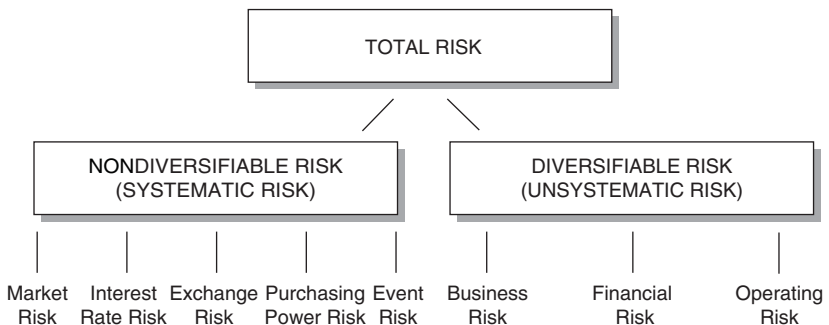 TOTAL RISK
NONDIVERSIFIABLE RISK
(SYSTEMATIC RISK)
DIVERSIFIABLE RISK
(UNSYSTEMATIC RISK)
Market
Risk
Interest
Rate Risk
Exchange
Risk
Purchasing
Power Risk
Event
Risk
Business
Risk
Financial
Risk
Operating
Risk